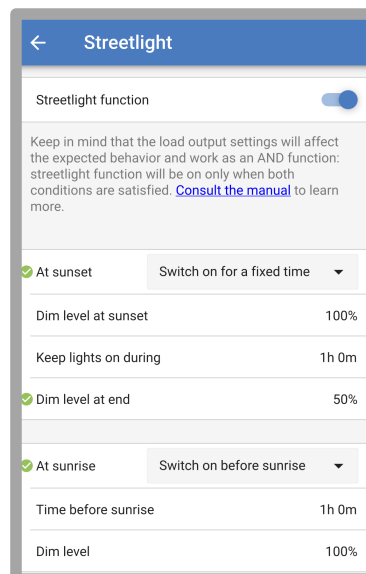 Streetlight
Streetlight function
Keep in mind that the load output settings will affect
the expected behavior and work as an AND function:
streetlight function will be on only when both
conditions are satisfied. Consult the manual to learn
more.
At sunset Switch on for a fixed time
Dim level at sunset 100%
Keep lights on during 1h 0m
Dim level at end 50%
At sunrise Switch on before sunrise
Time before sunrise 1h 0m
Dim level 100%